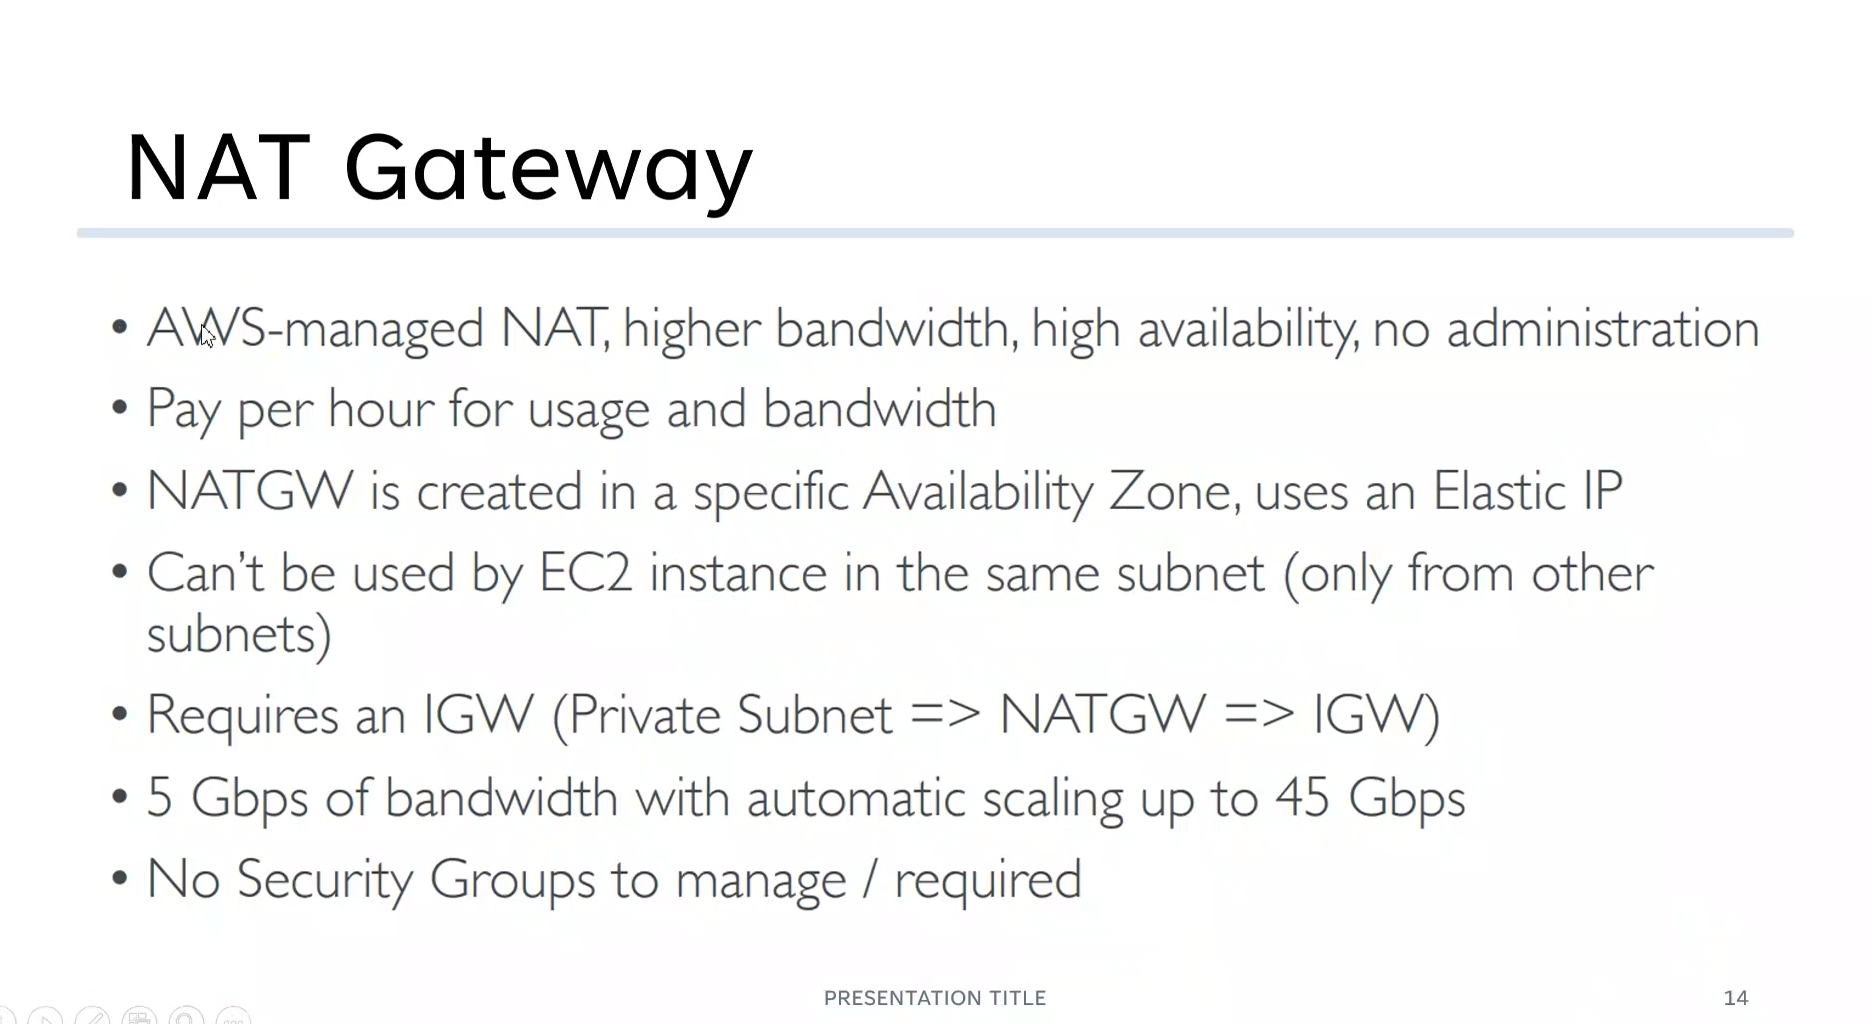 NAT Gateway
• AWS-managed NAT, higher bandwidth, high availability, no administration
• Pay per hour for usage and bandwidth
• NATGW is created in a specific Availability Zone, uses an Elastic IP
• Can’t be used by EC2 instance in the same subnet (only from other
subnets)
• Requires an IGW (Private Subnet => NATGW => IGW)
• 5 Gbps of bandwidth with automatic scaling up to 45 Gbps
• No Security Groups to manage / required
PRESENTATION TITLE
14